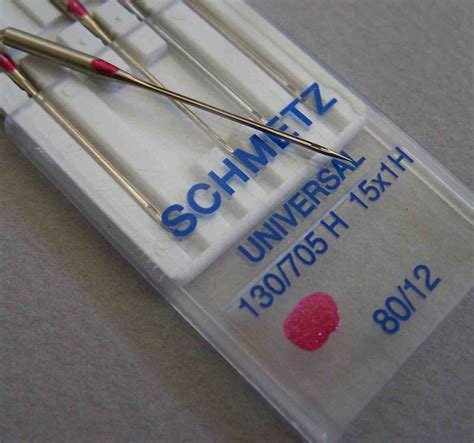 SCHMETZ
UNIVERSAL
130/705 H 15x1H
80/12